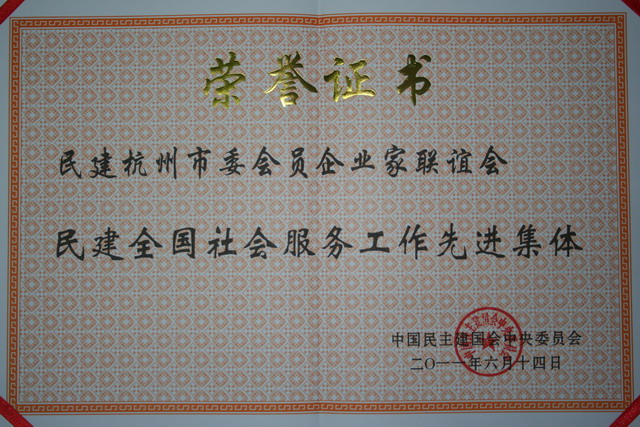 荣誉证书
民建杭州市委会员企业家联谊会
民建全国社会服务工作先进集体
中国民主建国会中央委员会
二〇一一年六月十四日